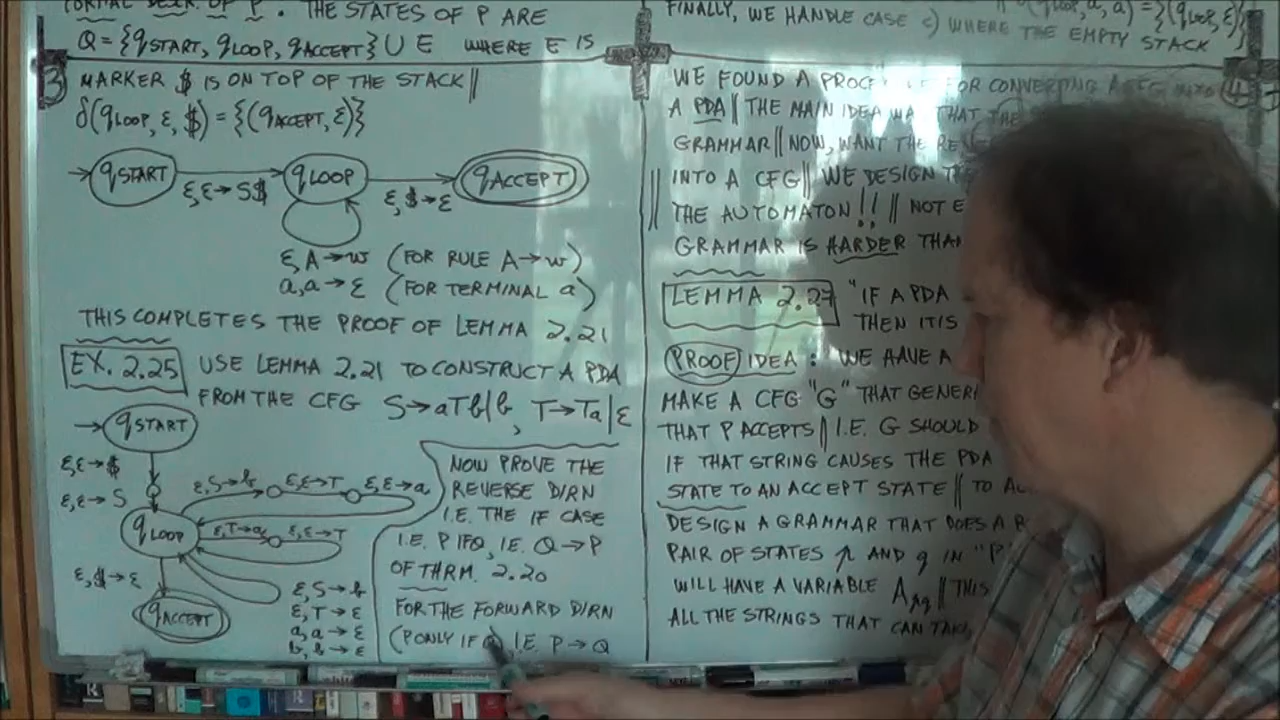 FORMAL DESCR. OF P. THE STATES OF P ARE
Q = {qSTART, qLOOP, qACCEPT} ∪ E WHERE E IS
3
MARKER $ IS ON TOP OF THE STACK ||
δ(qLOOP, ε, $) = {(qACCEPT, ε)}
qSTART
ε, ε → S$
qLOOP
ε, $ → ε
qACCEPT
ε, A → w (FOR RULE A → w)
a, a → ε (FOR TERMINAL a)
THIS COMPLETES THE PROOF OF LEMMA 2.21
EX. 2.25 USE LEMMA 2.21 TO CONSTRUCT A PDA
FROM THE CFG S → aTb|b, T → Ta|ε
qSTART
ε, ε → $
ε, ε → S
ε, S → b
ε, ε → T
ε, ε → a
qLOOP
ε, T → a
ε, ε → T
ε, $ → ε
qACCEPT
ε, S → b
ε, T → ε
a, a → ε
b, b → ε
NOW PROVE THE
REVERSE DIRN
I.E. THE IF CASE
I.E. P IF Q, I.E. Q → P
OF THRM. 2.20
FOR THE FORWARD DIRN
(P ONLY IF Q), I.E. P → Q
(qLOOP, a, a) = {(qLOOP, ε)}
FINALLY, WE HANDLE CASE c) WHERE THE EMPTY STACK
WE FOUND A FOR CONVERTING A CFG INTO
A PDA || THE MAIN IDEA THAT THE
GRAMMAR || NOW, WANT THE
INTO A CFG || WE DESIGN
THE AUTOMATON!! || NOT
GRAMMAR IS HARDER
LEMMA 2.27 "IF A PDA
THEN IT IS
PROOF IDEA: WE HAVE A
MAKE A CFG "G" THAT
THAT P ACCEPTS || I.E. G SHOULD
IF THAT STRING CAUSES THE PDA
STATE TO AN ACCEPT STATE || TO
DESIGN A GRAMMAR THAT DOES A
PAIR OF STATES p AND q IN "P"
WILL HAVE A VARIABLE Apq || THIS
ALL THE STRINGS THAT CAN